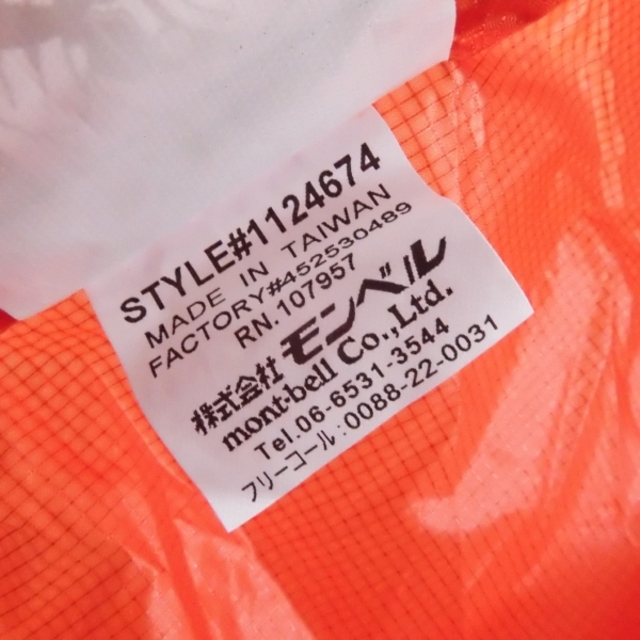 STYLE#1124674
MADE IN TAIWAN
FACTORY#452530489
RN.107957
株式会社モンベル
mont-bell Co.,Ltd.
Tel.06-6531-3544
フリーコール:0088-22-0031